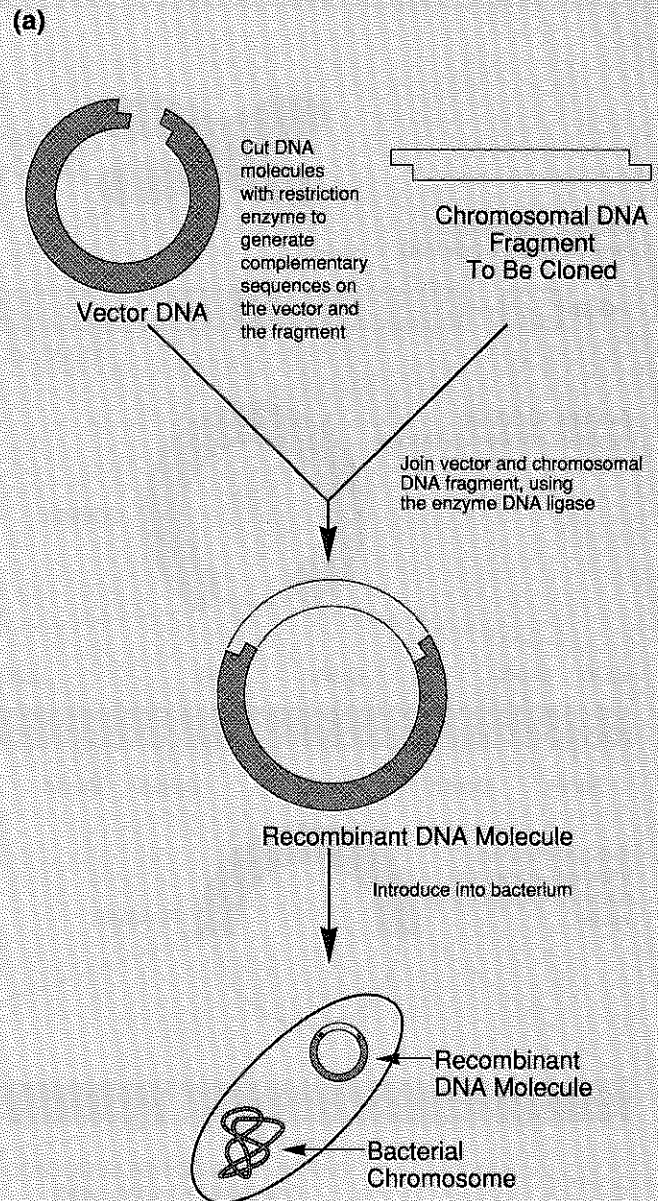 (a)
Cut DNA
molecules
with restriction
enzyme to
generate
complementary
sequences on
the vector and
the fragment
Vector DNA
Chromosomal DNA
Fragment
To Be Cloned
Join vector and chromosomal
DNA fragment, using
the enzyme DNA ligase
Recombinant DNA Molecule
Introduce into bacterium
Recombinant
DNA Molecule
Bacterial
Chromosome